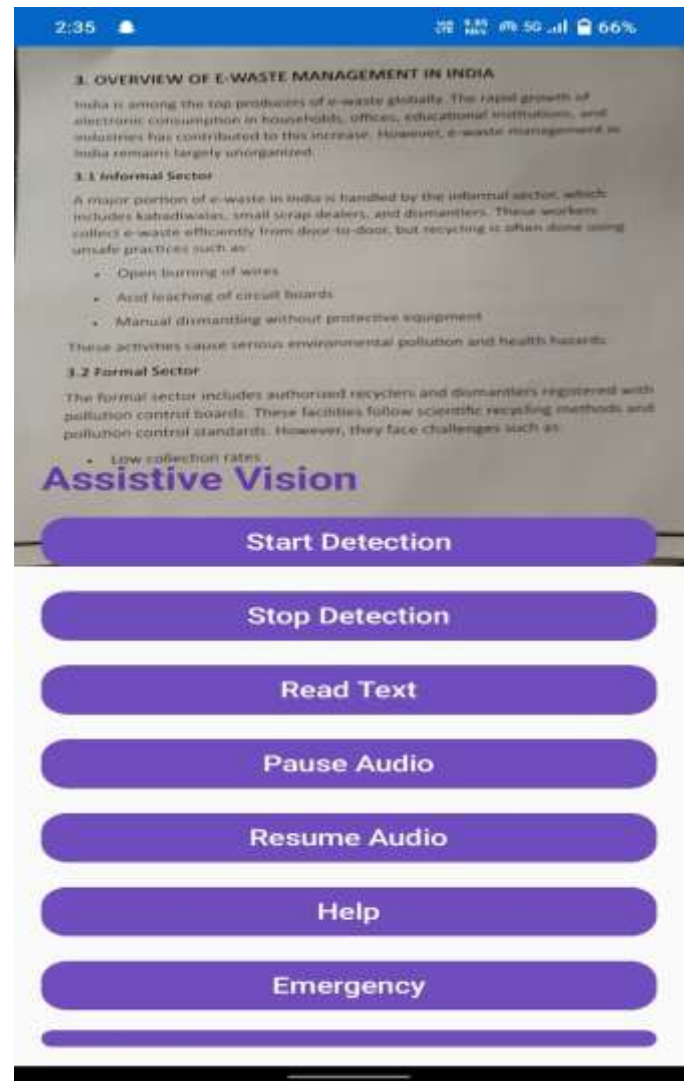 2:35
5G 66%
3. OVERVIEW OF E-WASTE MANAGEMENT IN INDIA
India is among the top producers of e-waste globally. The rapid growth of
electronic consumption in households, offices, educational institutions, and
industries has contributed to this increase. However, e-waste management in
India remains largely unorganized.
3.1 Informal Sector
A major portion of e-waste in India is handled by the informal sector, which
includes kabadiwalas, small scrap dealers, and dismantlers. These workers
collect e-waste efficiently from door-to-door, but recycling is often done using
unsafe practices such as:
• Open burning of wires
• Acid leaching of circuit boards
• Manual dismantling without protective equipment
These activities cause serious environmental pollution and health hazards.
3.2 Formal Sector
The formal sector includes authorized recyclers and dismantlers registered with
pollution control boards. These facilities follow scientific recycling methods and
pollution control standards. However, they face challenges such as:
• Low collection rates
Assistive Vision
Start Detection
Stop Detection
Read Text
Pause Audio
Resume Audio
Help
Emergency